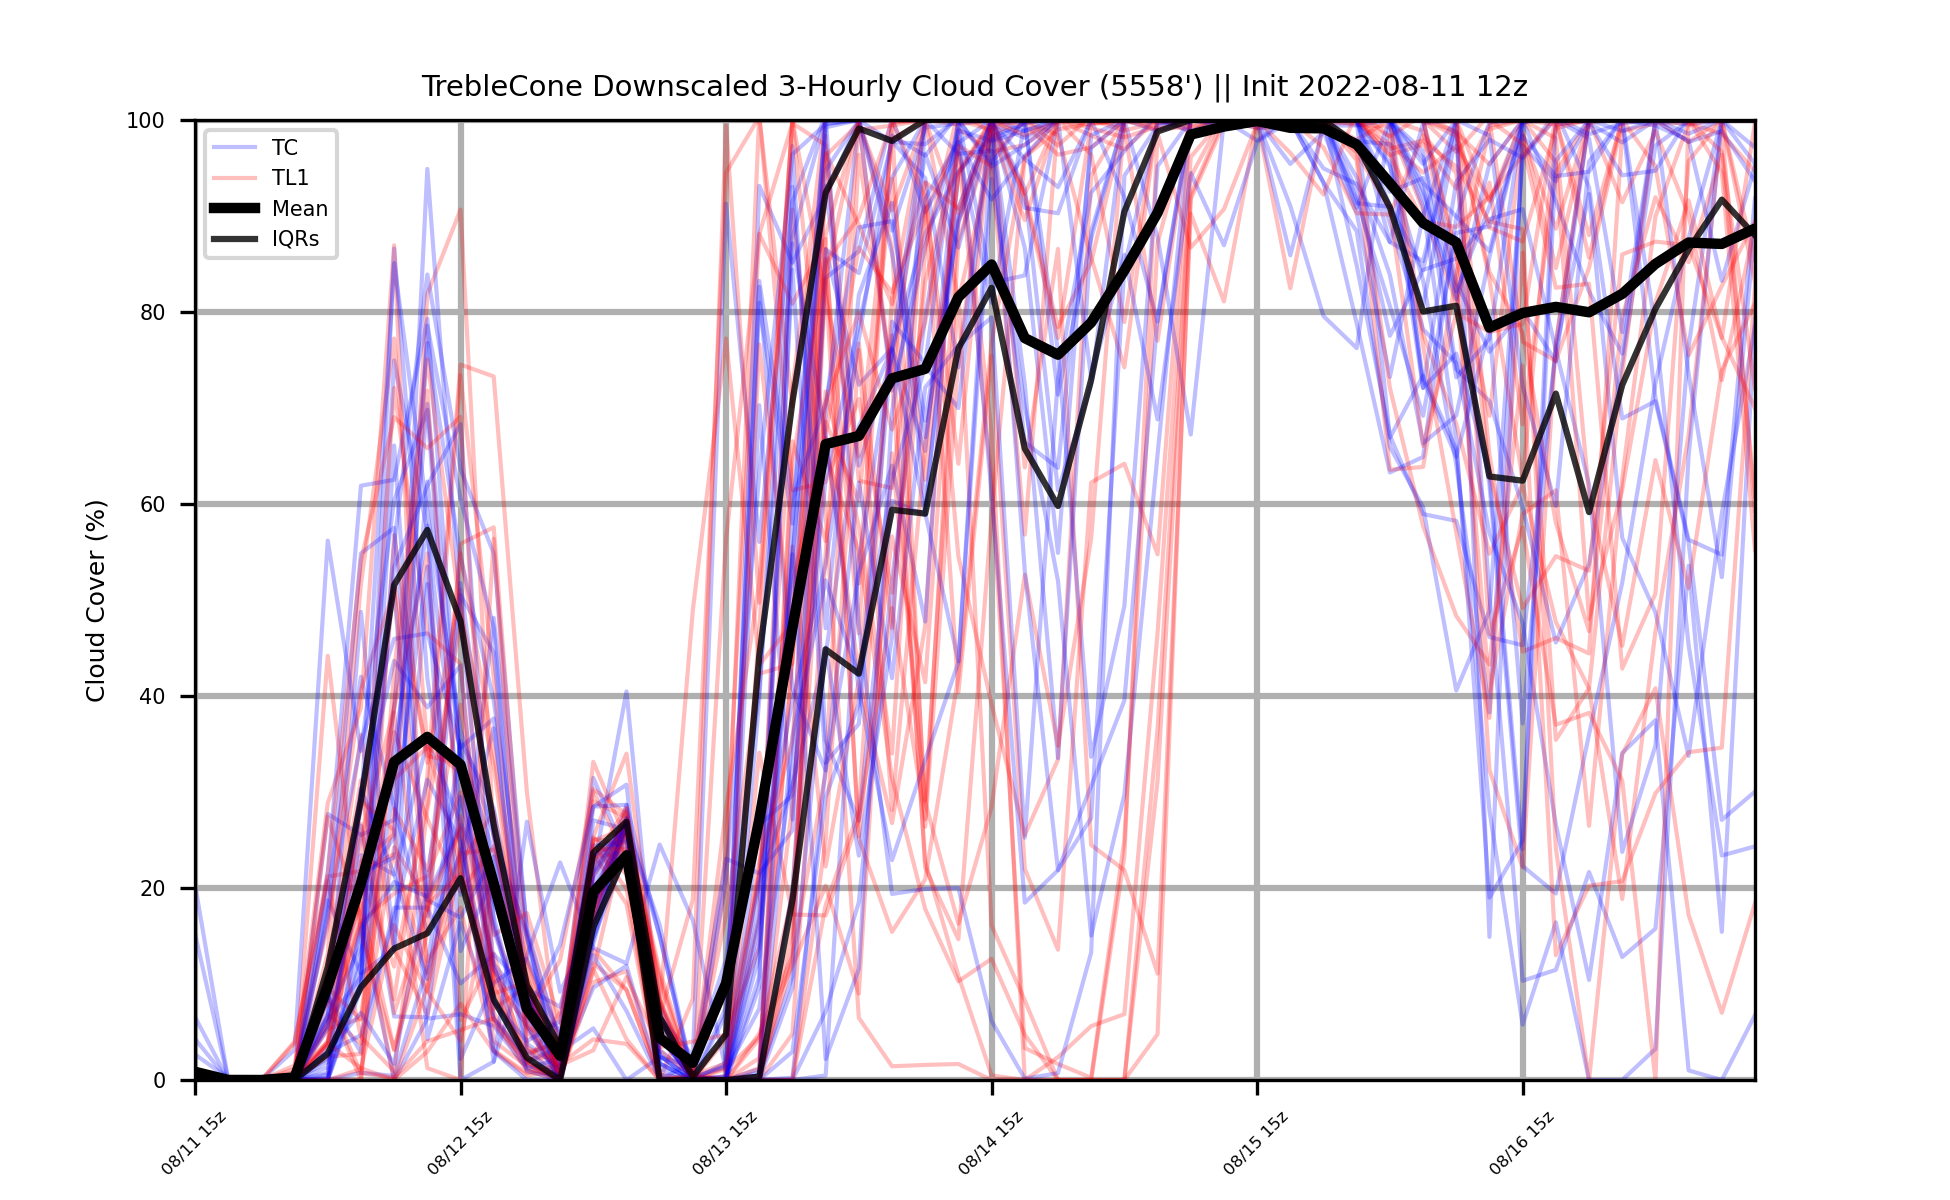 TrebleCone Downscaled 3-Hourly Cloud Cover (5558') || Init 2022-08-11 12z
100
80
60
40
20
0
Cloud Cover (%)
TC
TL1
Mean
IQRs
08/11 15z
08/12 15z
08/13 15z
08/14 15z
08/15 15z
08/16 15z